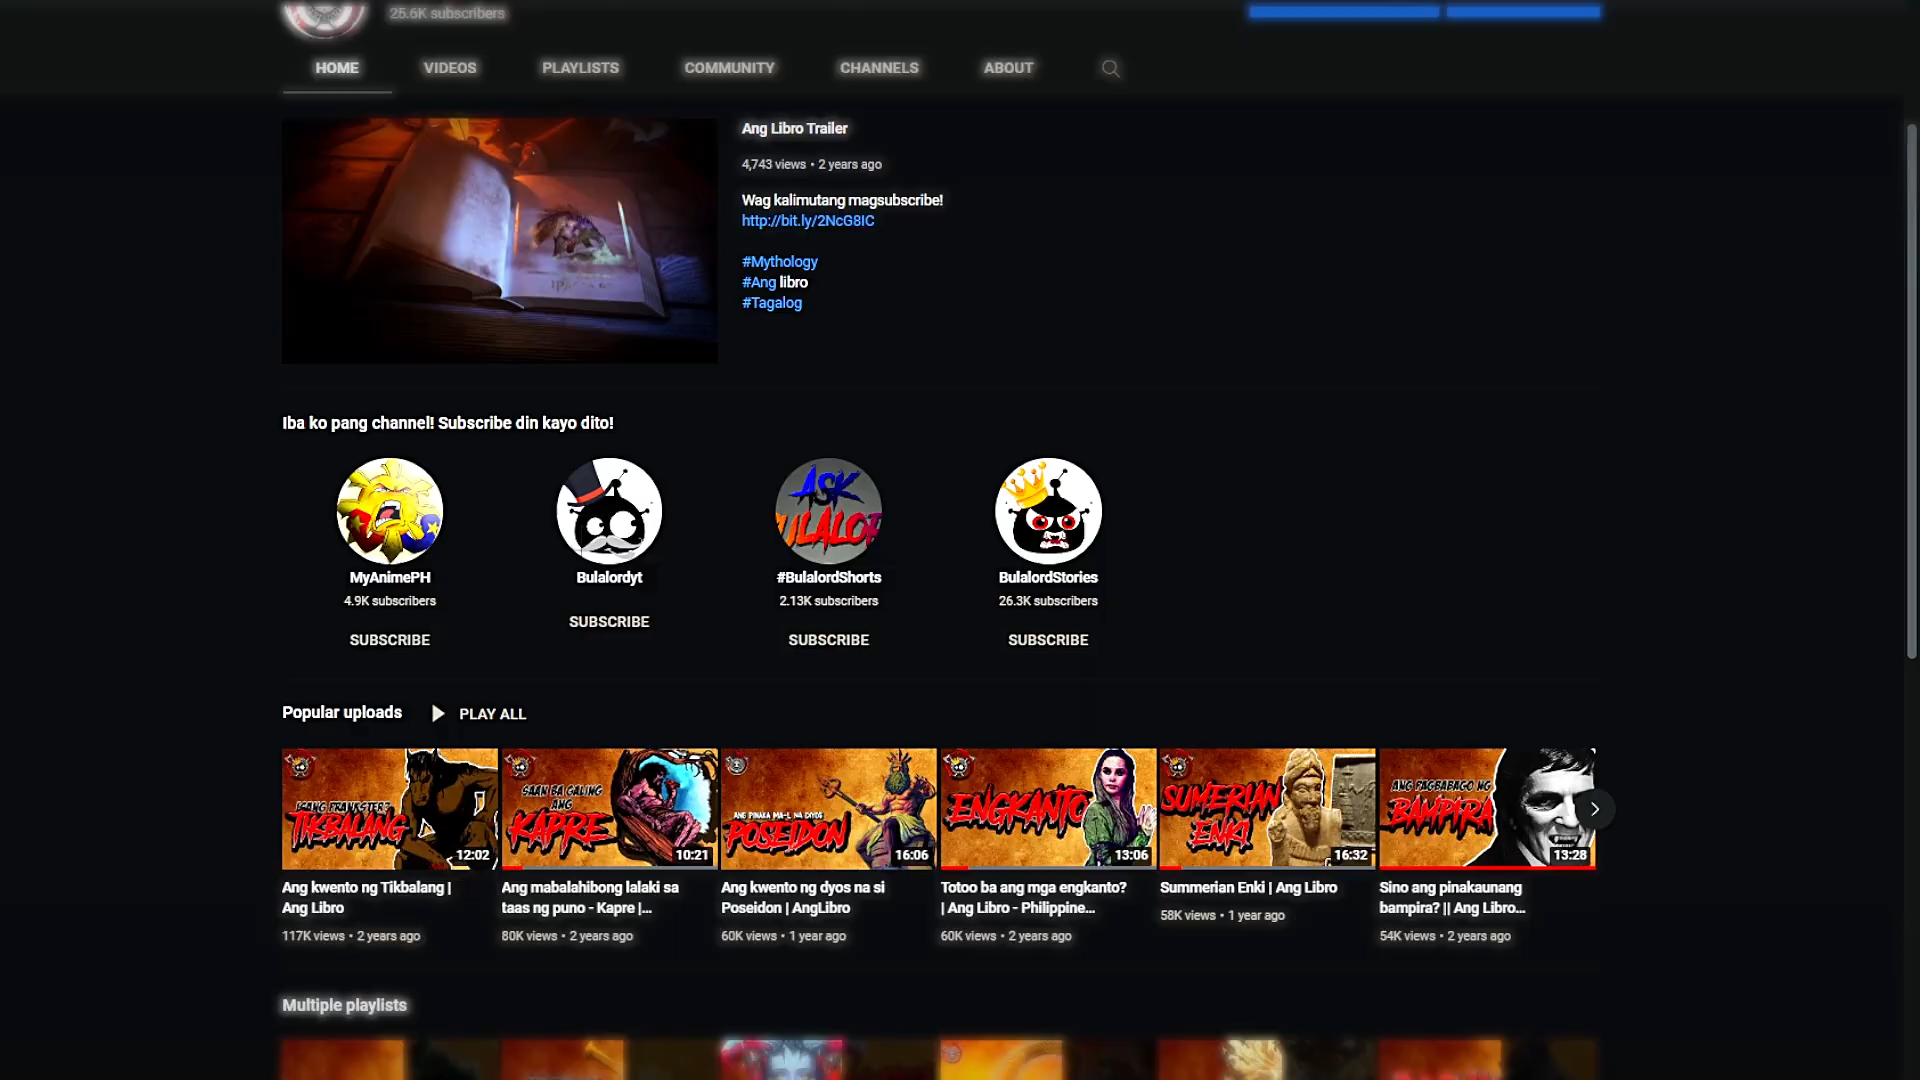 25.6K subscribers
HOME VIDEOS PLAYLISTS COMMUNITY CHANNELS ABOUT
Ang Libro Trailer
4,743 views • 2 years ago
Wag kalimutang magsubscribe!
http://bit.ly/2NcG8IC
#Mythology
#Ang libro
#Tagalog
Iba ko pang channel! Subscribe din kayo dito!
ASK
MyAnimePH Bulalordyt #BulalordShorts BulalordStories
4.9K subscribers 2.13K subscribers 26.3K subscribers
SUBSCRIBE SUBSCRIBE SUBSCRIBE SUBSCRIBE
Popular uploads PLAY ALL
ISANG PRANKSTER?
TIKBALANG
12:02
SAAN BA GALING
ANG
KAPRE
10:21
ANG PINAKA MA-L NA DIYOS
POSEIDON
16:06
ENGKANTO
13:06
SUMERIAN
ENKI
16:32
ANG PAGBABAGO NG
BAMPIRA
13:28
Ang kwento ng Tikbalang |
Ang Libro
117K views • 2 years ago
Ang mabalahibong lalaki sa
taas ng puno - Kapre |...
80K views • 2 years ago
Ang kwento ng dyos na si
Poseidon | AngLibro
60K views • 1 year ago
Totoo ba ang mga engkanto?
| Ang Libro - Philippine...
60K views • 2 years ago
Summerian Enki | Ang Libro
58K views • 1 year ago
Sino ang pinakaunang
bampira? || Ang Libro...
54K views • 2 years ago
Multiple playlists